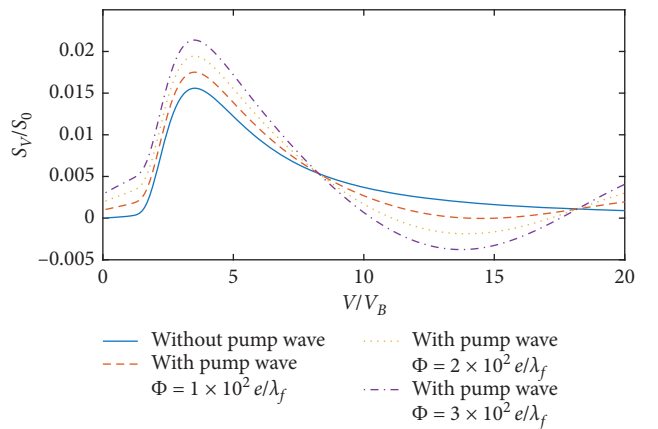 0.02
0.015
0.01
0.005
0
−0.005
S_V/S_0
0 5 10 15 20
V/V_B
Without pump wave
With pump wave
Φ = 1 × 10^2 e/λ_f
With pump wave
Φ = 2 × 10^2 e/λ_f
With pump wave
Φ = 3 × 10^2 e/λ_f